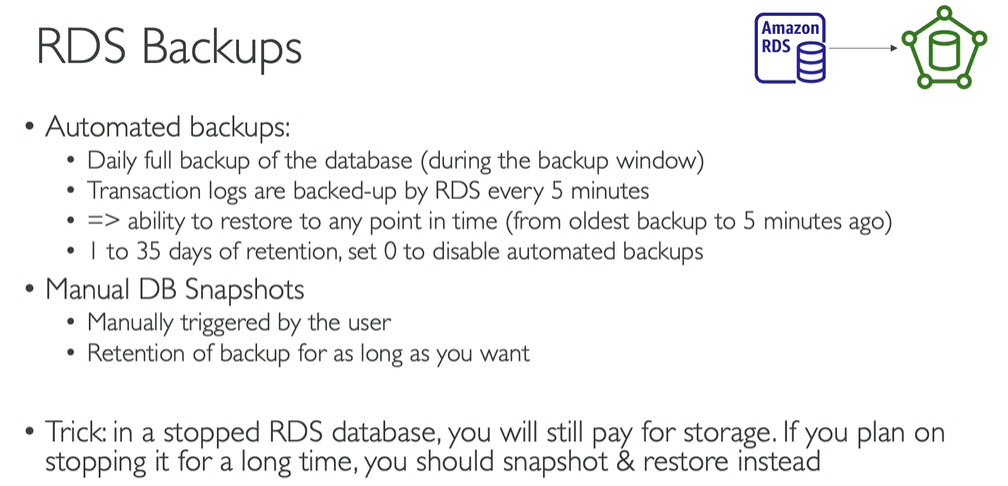 RDS Backups
Amazon
RDS
• Automated backups:
• Daily full backup of the database (during the backup window)
• Transaction logs are backed-up by RDS every 5 minutes
• => ability to restore to any point in time (from oldest backup to 5 minutes ago)
• 1 to 35 days of retention, set 0 to disable automated backups
• Manual DB Snapshots
• Manually triggered by the user
• Retention of backup for as long as you want
• Trick: in a stopped RDS database, you will still pay for storage. If you plan on
stopping it for a long time, you should snapshot & restore instead